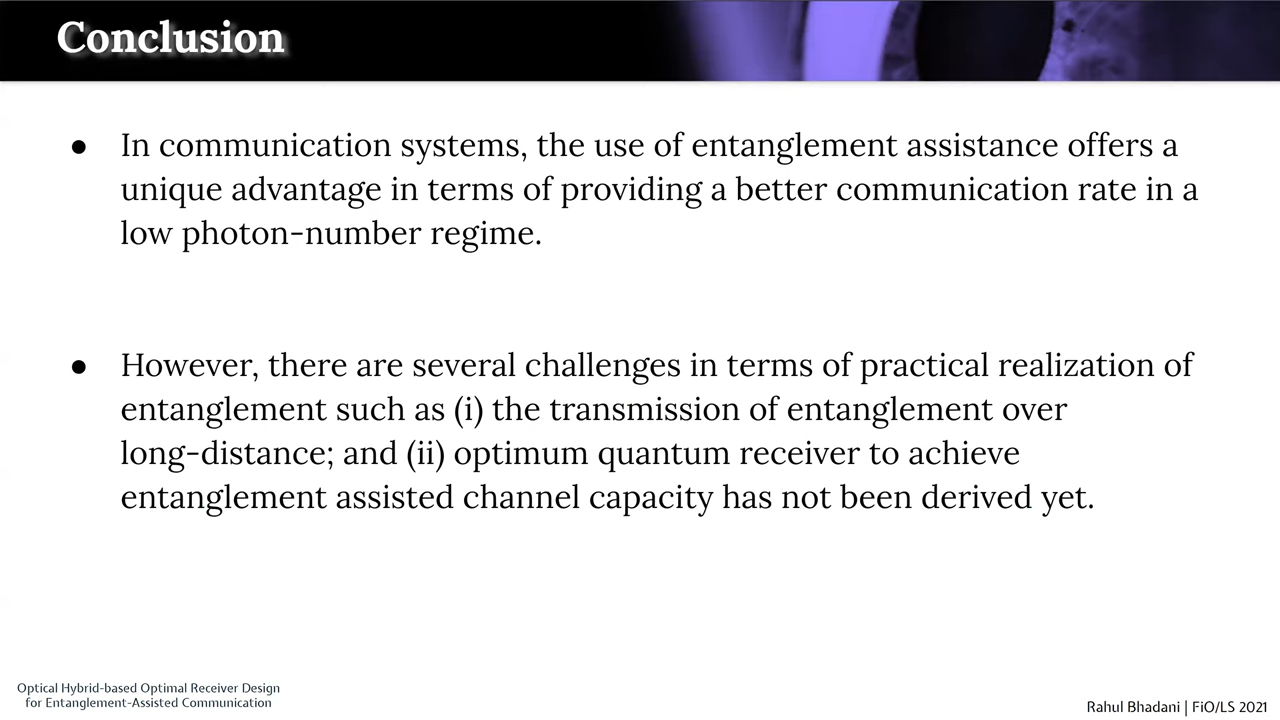 Conclusion
● In communication systems, the use of entanglement assistance offers a
unique advantage in terms of providing a better communication rate in a
low photon-number regime.
● However, there are several challenges in terms of practical realization of
entanglement such as (i) the transmission of entanglement over
long-distance; and (ii) optimum quantum receiver to achieve
entanglement assisted channel capacity has not been derived yet.
Optical Hybrid-based Optimal Receiver Design
for Entanglement-Assisted Communication
Rahul Bhadani | FiO/LS 2021